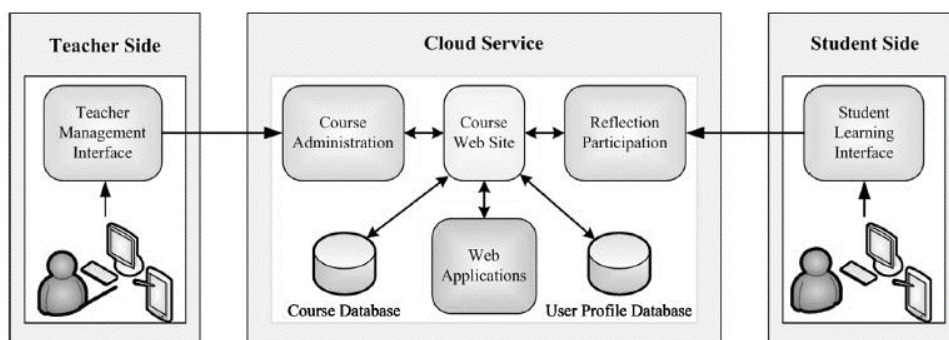 Teacher Side
Cloud Service
Student Side
Teacher
Management
Interface
Course
Administration
Course
Web Site
Reflection
Participation
Student
Learning
Interface
Web
Applications
Course Database
User Profile Database